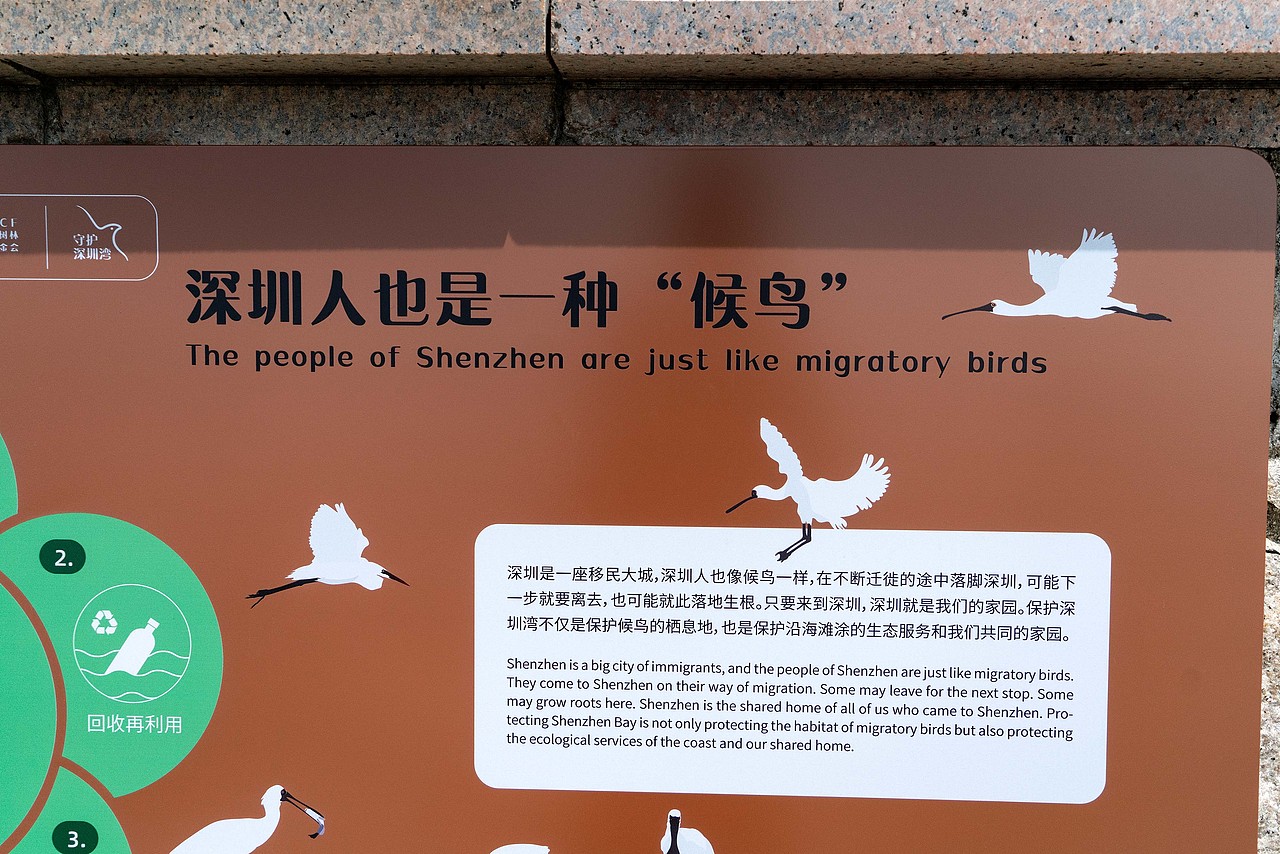 CF
树林
金会
守护
深圳湾
深圳人也是一种“候鸟”
The people of Shenzhen are just like migratory birds
2.
回收再利用
3.
深圳是一座移民大城，深圳人也像候鸟一样，在不断迁徙的途中落脚深圳，可能下
一步就要离去，也可能就此落地生根。只要来到深圳，深圳就是我们的家园。保护深
圳湾不仅是保护候鸟的栖息地，也是保护沿海滩涂的生态服务和我们共同的家园。
Shenzhen is a big city of immigrants, and the people of Shenzhen are just like migratory birds.
They come to Shenzhen on their way of migration. Some may leave for the next stop. Some
may grow roots here. Shenzhen is the shared home of all of us who came to Shenzhen. Pro-
tecting Shenzhen Bay is not only protecting the habitat of migratory birds but also protecting
the ecological services of the coast and our shared home.